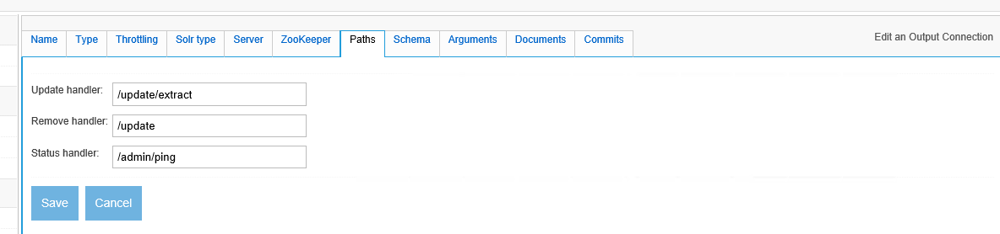 Name Type Throttling Solr type Server ZooKeeper Paths Schema Arguments Documents Commits Edit an Output Connection
Update handler: /update/extract
Remove handler: /update
Status handler: /admin/ping
Save Cancel